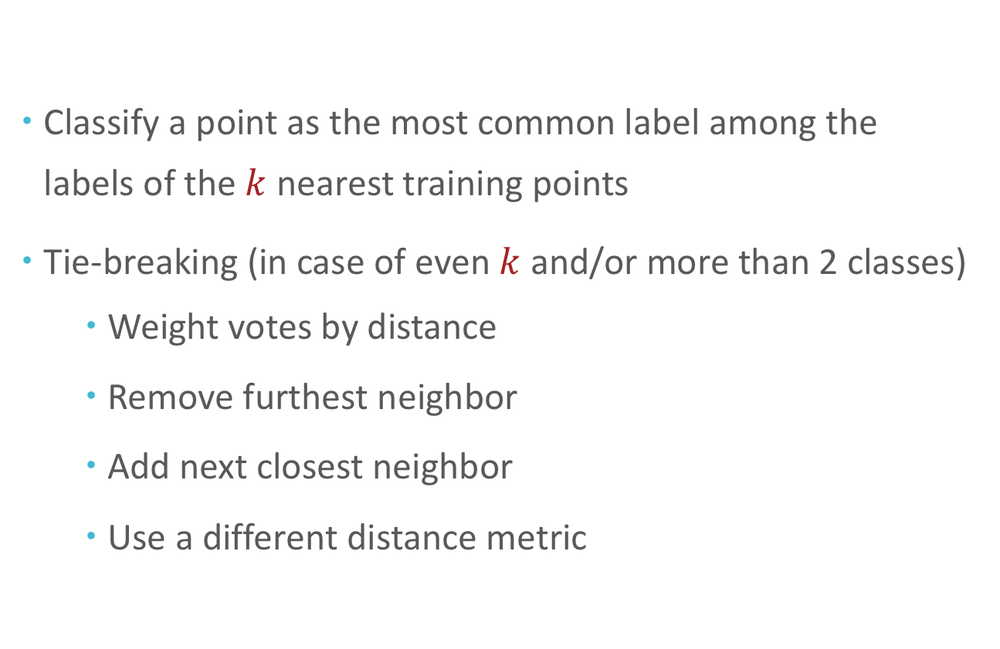 • Classify a point as the most common label among the
labels of the k nearest training points
• Tie-breaking (in case of even k and/or more than 2 classes)
• Weight votes by distance
• Remove furthest neighbor
• Add next closest neighbor
• Use a different distance metric